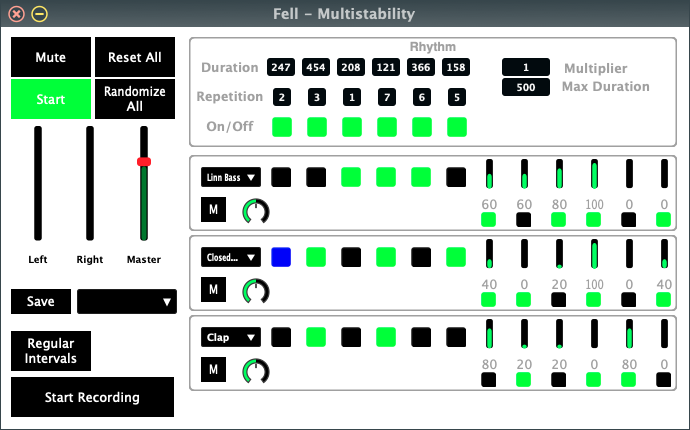 Fell - Multistability
Mute
Reset All
Start
Randomize
All
Left
Right
Master
Save
Regular
Intervals
Start Recording
Rhythm
Duration 247 454 208 121 366 158
Repetition 2 3 1 7 6 5
On/Off
1 Multiplier
500 Max Duration
Linn Bass
M
60 60 80 100 0 0
Closed...
M
40 0 20 100 0 40
Clap
M
80 20 20 0 80 0